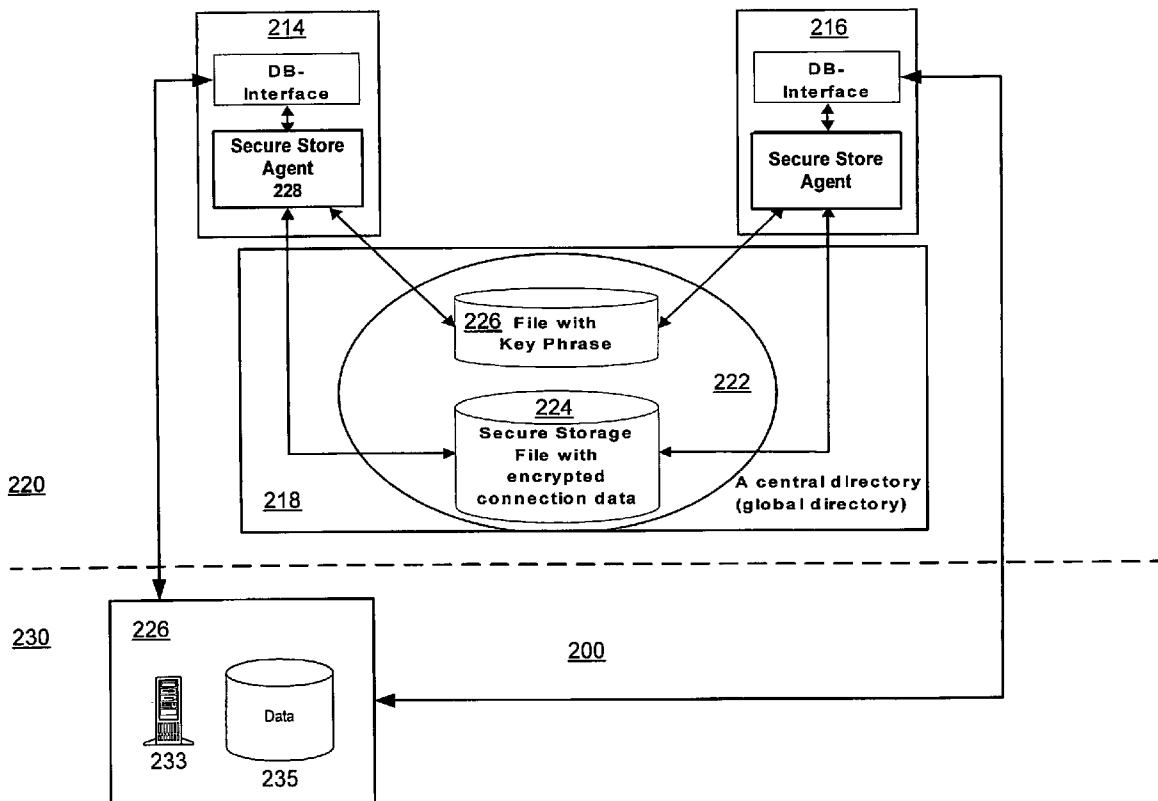 214
DB-
Interface
Secure Store
Agent
228
216
DB-
Interface
Secure Store
Agent
226
File with
Key Phrase
222
224
Secure Storage
File with
encrypted
connection data
218
A central directory
(global directory)
220
230
226
233
Data
235
200